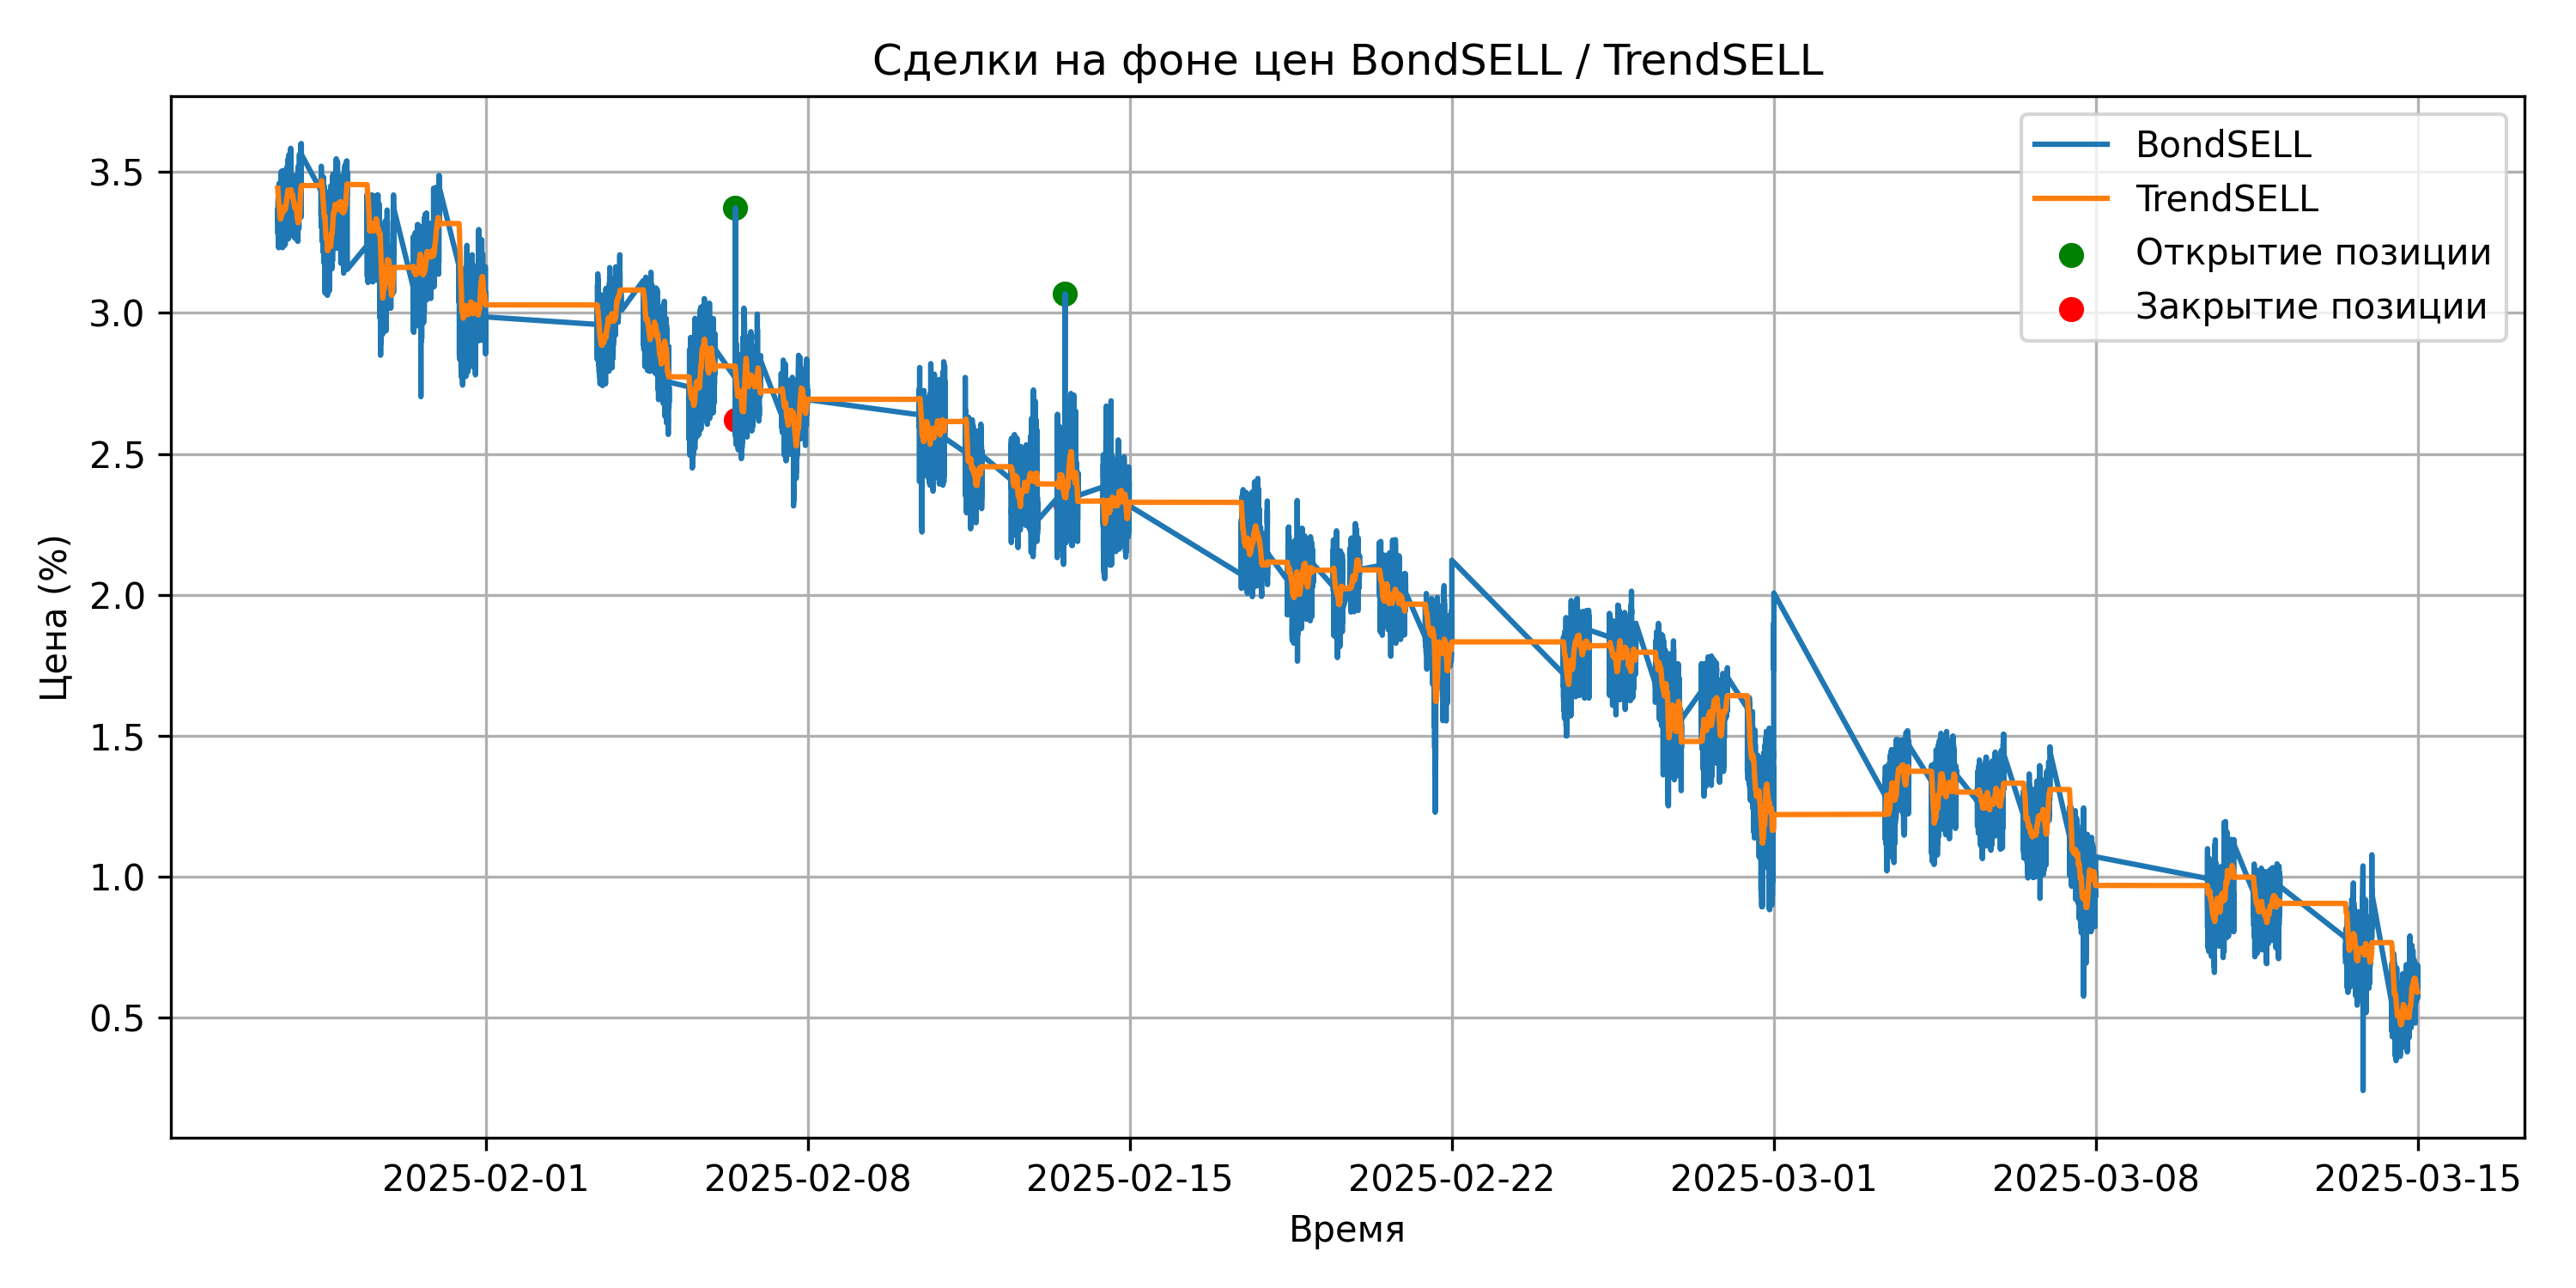 Сделки на фоне цен BondSELL / TrendSELL
BondSELL
TrendSELL
Открытие позиции
Закрытие позиции
Цена (%)
3.5
3.0
2.5
2.0
1.5
1.0
0.5
2025-02-01
2025-02-08
2025-02-15
2025-02-22
2025-03-01
2025-03-08
2025-03-15
Время